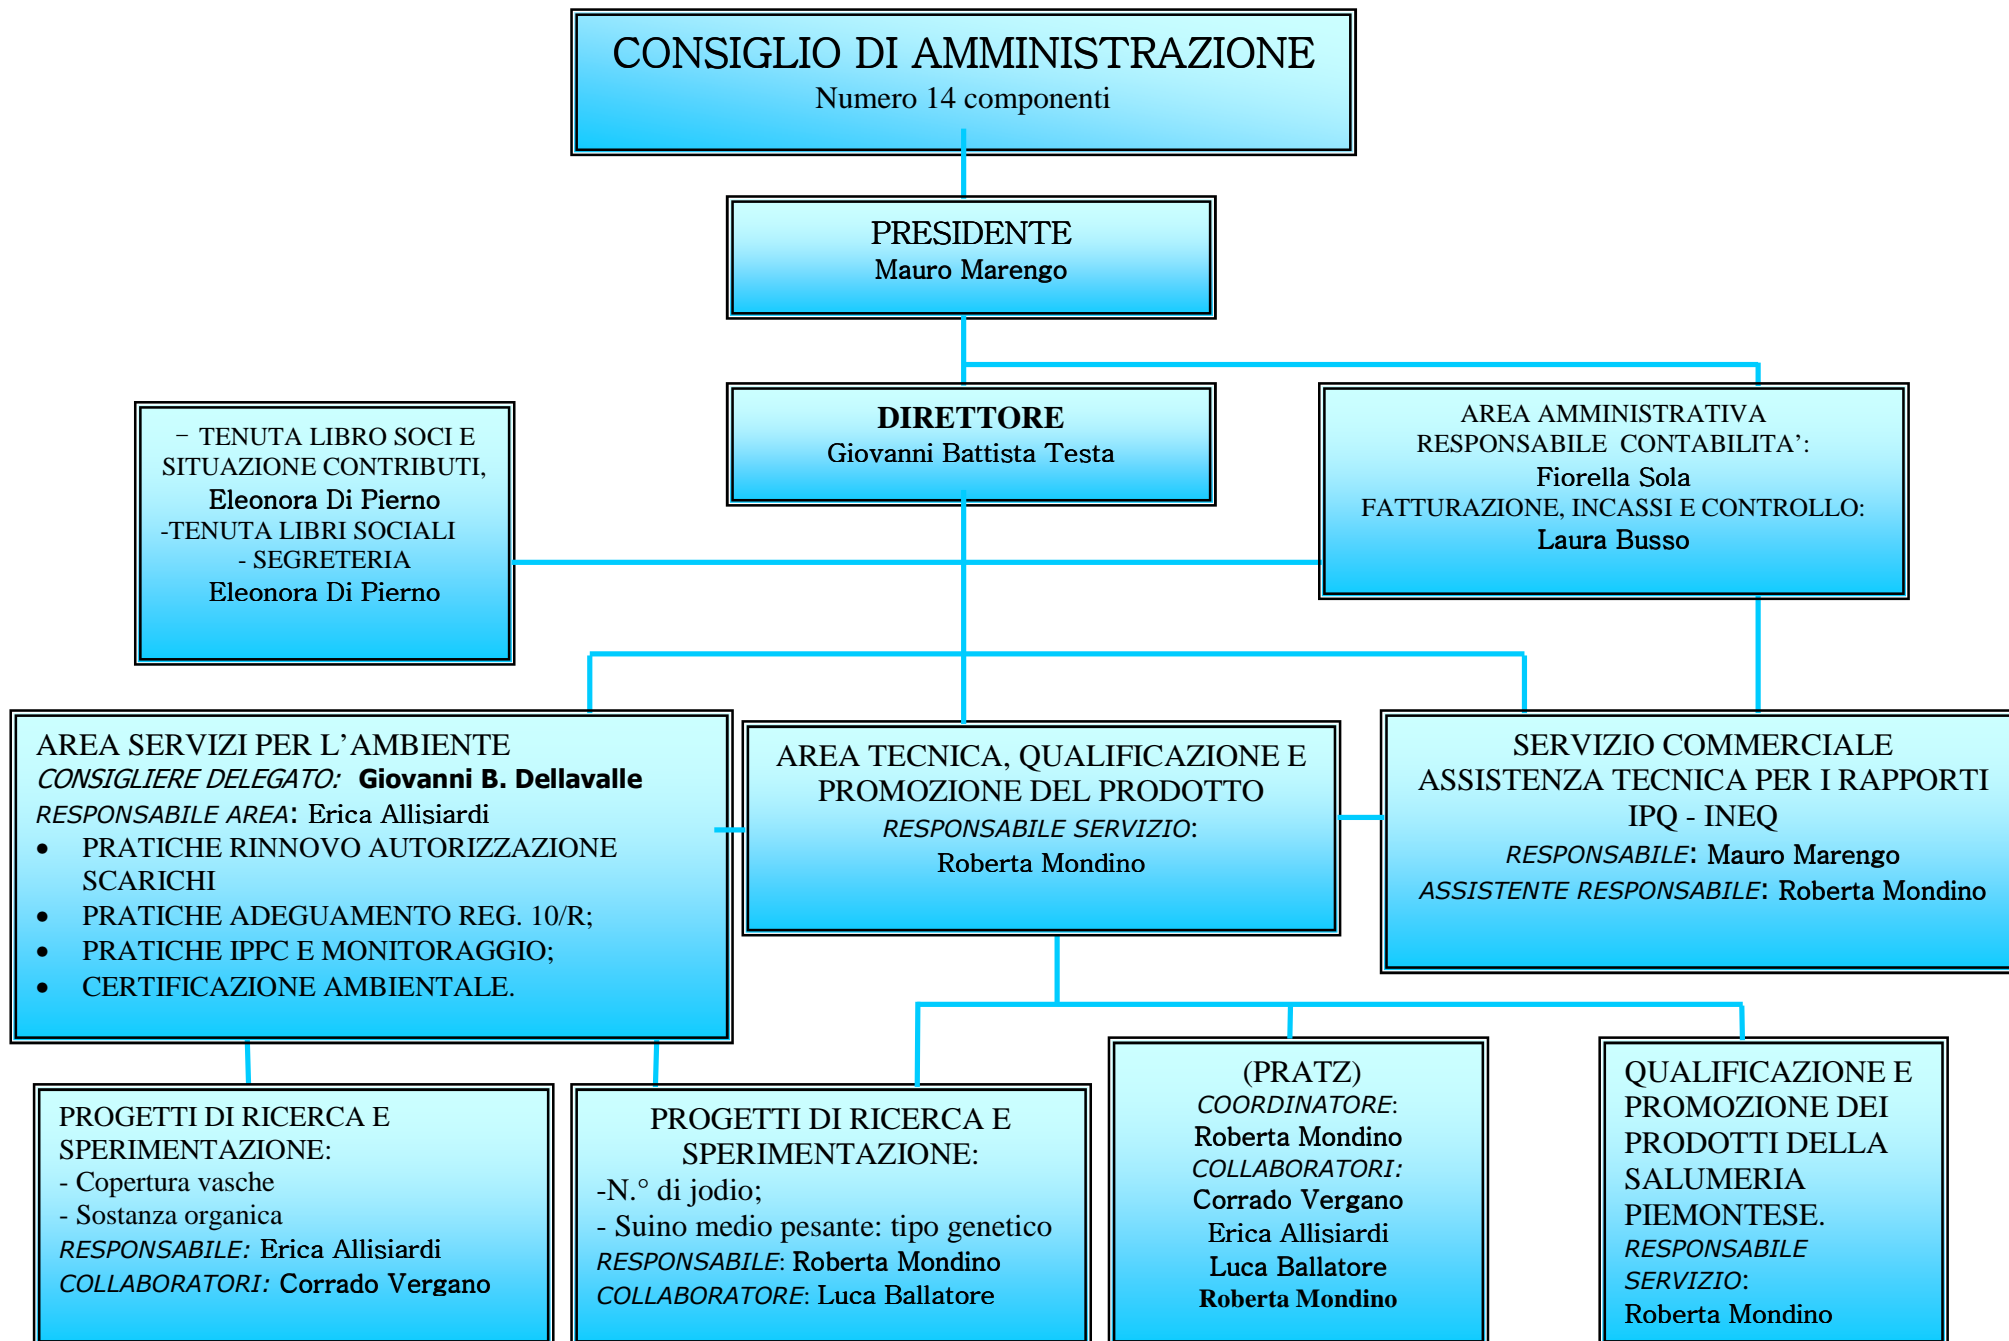 CONSIGLIO DI AMMINISTRAZIONE
Numero 14 componenti
PRESIDENTE
Mauro Marengo
DIRETTORE
Giovanni Battista Testa
– TENUTA LIBRO SOCI E
SITUAZIONE CONTRIBUTI,
Eleonora Di Pierno
-TENUTA LIBRI SOCIALI
- SEGRETERIA
Eleonora Di Pierno
AREA AMMINISTRATIVA
RESPONSABILE CONTABILITA’:
Fiorella Sola
FATTURAZIONE, INCASSI E CONTROLLO:
Laura Busso
AREA SERVIZI PER L’AMBIENTE
CONSIGLIERE DELEGATO: Giovanni B. Dellavalle
RESPONSABILE AREA: Erica Allisiardi
• PRATICHE RINNOVO AUTORIZZAZIONE
SCARICHI
• PRATICHE ADEGUAMENTO REG. 10/R;
• PRATICHE IPPC E MONITORAGGIO;
• CERTIFICAZIONE AMBIENTALE.
AREA TECNICA, QUALIFICAZIONE E
PROMOZIONE DEL PRODOTTO
RESPONSABILE SERVIZIO:
Roberta Mondino
SERVIZIO COMMERCIALE
ASSISTENZA TECNICA PER I RAPPORTI
IPQ - INEQ
RESPONSABILE: Mauro Marengo
ASSISTENTE RESPONSABILE: Roberta Mondino
PROGETTI DI RICERCA E
SPERIMENTAZIONE:
- Copertura vasche
- Sostanza organica
RESPONSABILE: Erica Allisiardi
COLLABORATORI: Corrado Vergano
PROGETTI DI RICERCA E
SPERIMENTAZIONE:
-N.° di jodio;
- Suino medio pesante: tipo genetico
RESPONSABILE: Roberta Mondino
COLLABORATORE: Luca Ballatore
(PRATZ)
COORDINATORE:
Roberta Mondino
COLLABORATORI:
Corrado Vergano
Erica Allisiardi
Luca Ballatore
Roberta Mondino
QUALIFICAZIONE E
PROMOZIONE DEI
PRODOTTI DELLA
SALUMERIA
PIEMONTESE.
RESPONSABILE
SERVIZIO:
Roberta Mondino